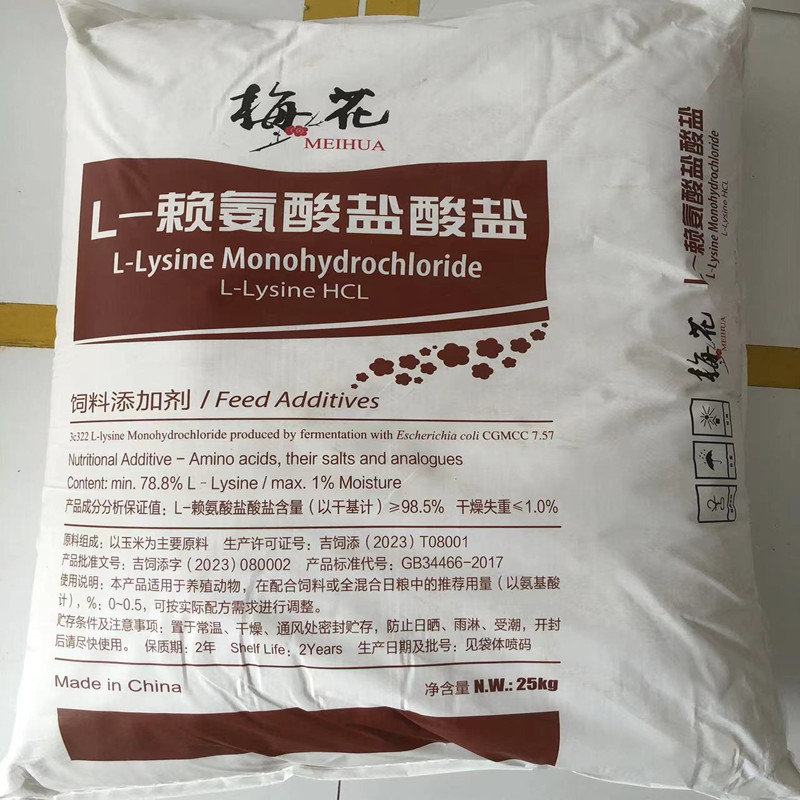 梅花
MEIHUA
L-赖氨酸盐酸盐
L-Lysine Monohydrochloride
L-Lysine HCL
饲料添加剂 / Feed Additives
3c322 L-lysine Monohydrochloride produced by fermentation with Escherichia coli CGMCC 7.57
Nutritional Additive – Amino acids, their salts and analogues
Content: min. 78.8% L - Lysine / max. 1% Moisture
产品成分分析保证值：L-赖氨酸盐酸盐含量（以干基计）≥98.5% 干燥失重≤1.0%
原料组成：以玉米为主要原料 生产许可证号：吉饲添（2023）T08001
产品批准文号：吉饲添字（2023）080002 产品标准代号：GB34466-2017
使用说明：本产品适用于养殖动物，在配合饲料或全混合日粮中的推荐用量（以氨基酸
计），%：0~0.5，可按实际配方需求进行调整。
贮存条件及注意事项：置于常温、干燥、通风处密封贮存，防止日晒、雨淋、受潮，开封
后请尽快使用。 保质期：2年 Shelf Life：2Years 生产日期及批号：见袋体喷码
Made in China
净含量 N.W.: 25kg
L-赖氨酸盐酸盐
L-Lysine Monohydrochloride
L-Lysine HCL
梅花
MEIHUA